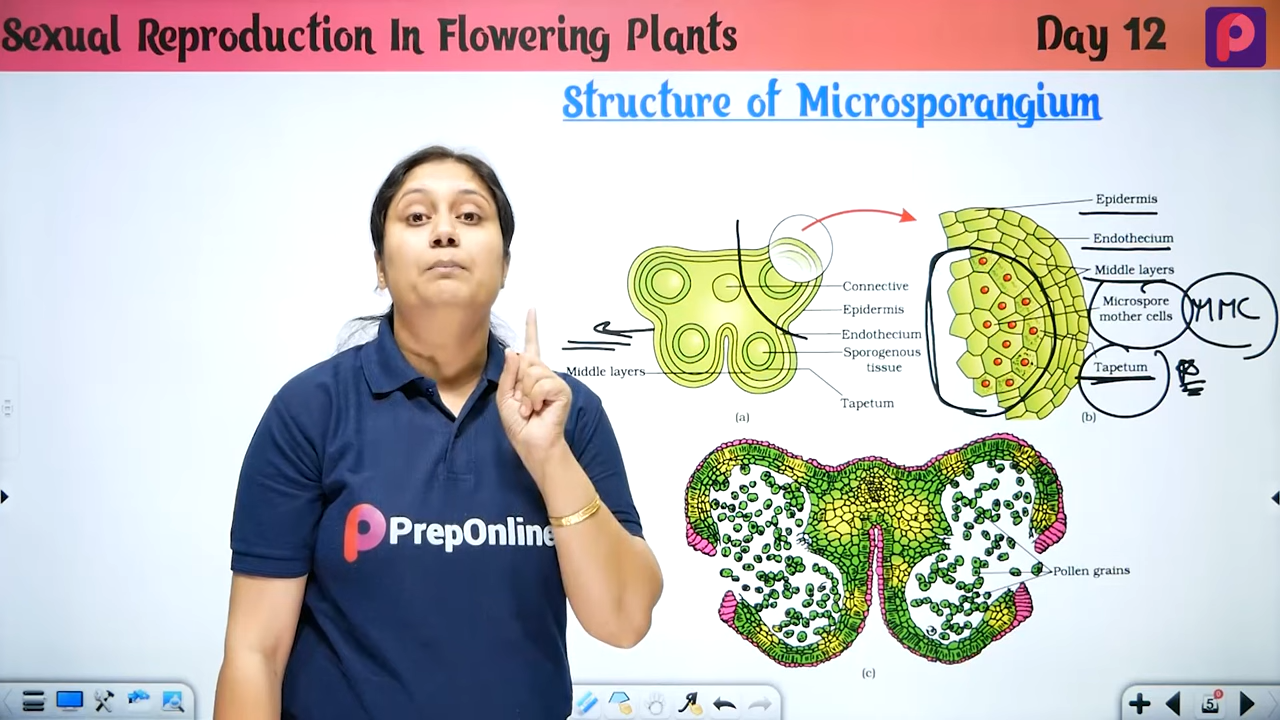 Sexual Reproduction In Flowering Plants
Day 12
Structure of Microsporangium
Connective
Epidermis
Endothecium
Sporogenous
tissue
Middle layers
Tapetum
(a)
Epidermis
Endothecium
Middle layers
Microspore
mother cells
MMC
Tapetum
(b)
PrepOnline
Pollen grains
(c)
5